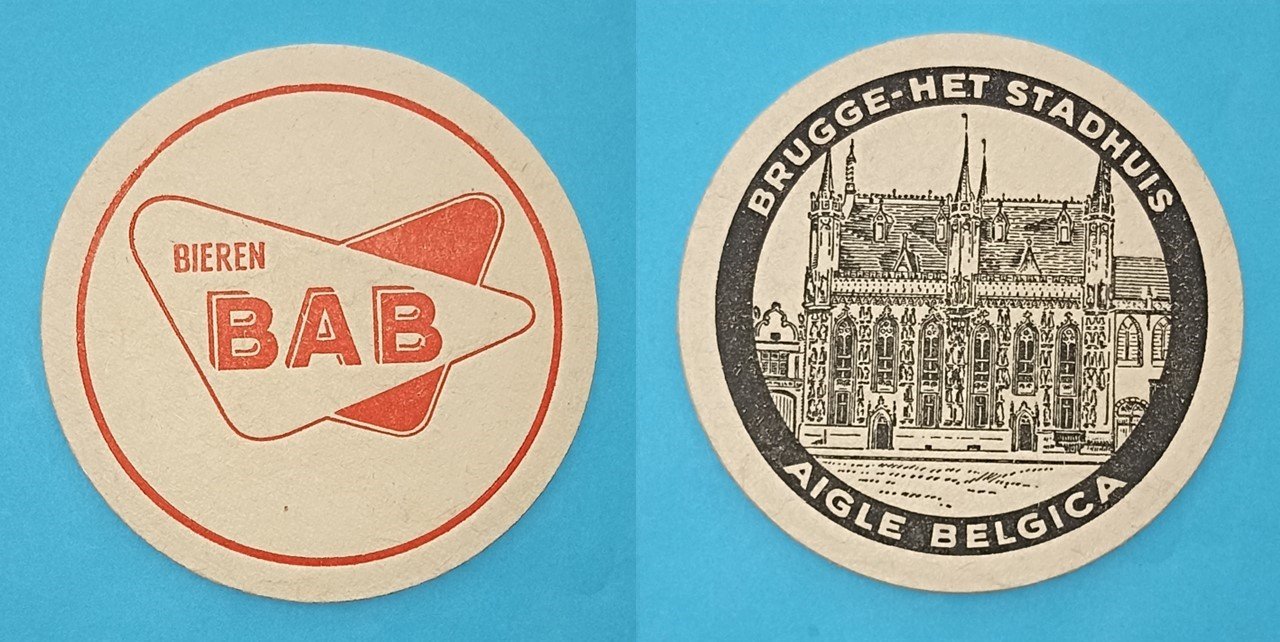 BIEREN
BAB
BRUGGE-HET STADHUIS
AIGLE BELGICA